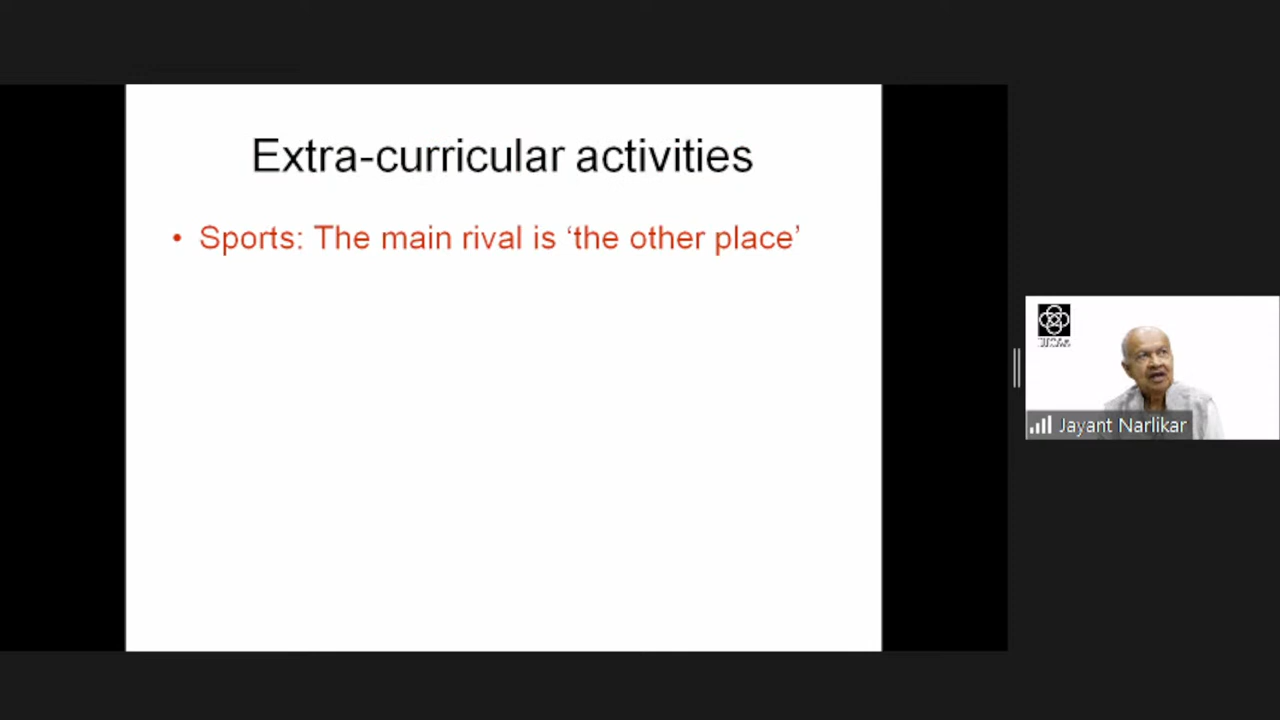 Extra-curricular activities
• Sports: The main rival is ‘the other place’
Jayant Narlikar